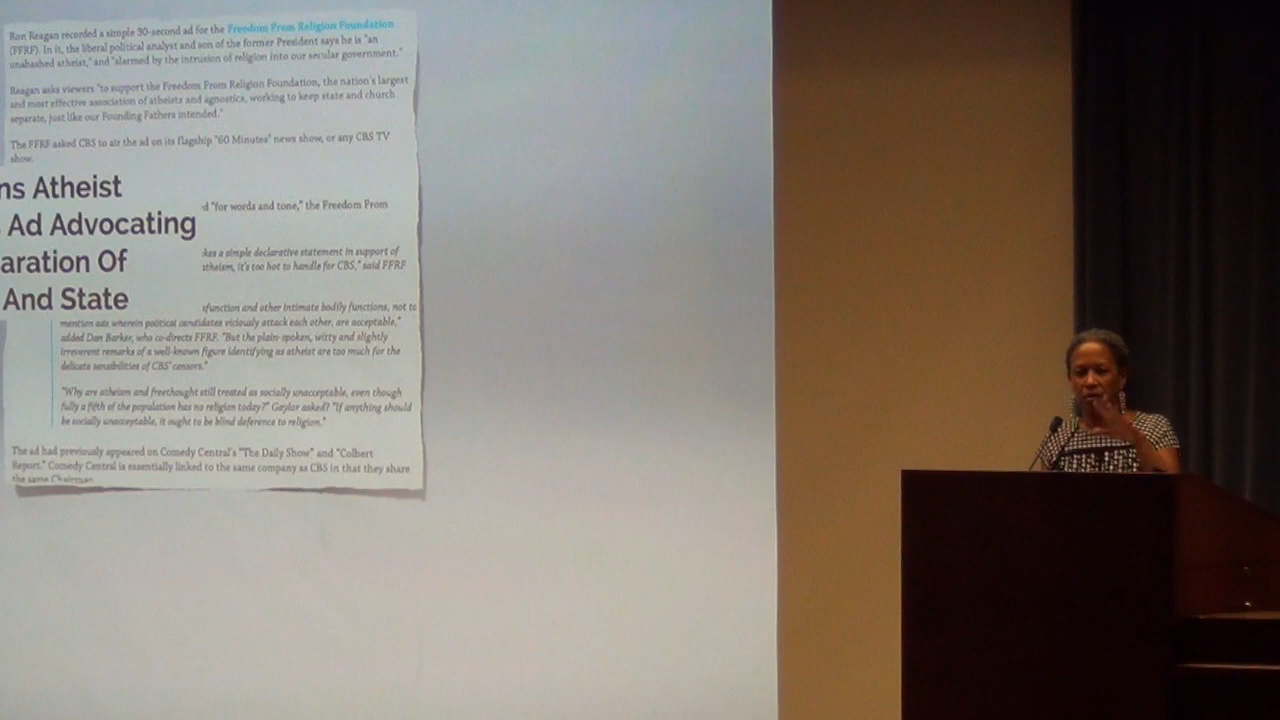 Ron Reagan recorded a simple 30-second ad for the Freedom From Religion Foundation
(FFRF). In it, the liberal political analyst and son of the former President says he is "an
unabashed atheist," and "alarmed by the intrusion of religion into our secular government."
Reagan asks viewers "to support the Freedom From Religion Foundation, the nation's largest
and most effective association of atheists and agnostics, working to keep state and church
separate, just like our Founding Fathers intended."
The FFRF asked CBS to air the ad on its flagship "60 Minutes" news show, or any CBS TV
show.
ns Atheist
Ad Advocating
aration Of
And State
d "for words and tone," the Freedom From
kes a simple declarative statement in support of
theism, it's too hot to handle for CBS," said FFRF
sfunction and other intimate bodily functions, not to
mention ads wherein political candidates viciously attack each other, are acceptable,"
added Dan Barker, who co-directs FFRF. "But the plain-spoken, witty and slightly
irreverent remarks of a well-known figure identifying as atheist are too much for the
delicate sensibilities of CBS' censors."
"Why are atheism and freethought still treated as socially unacceptable, even though
fully a fifth of the population has no religion today?" Gaylor asked? "If anything should
be socially unacceptable, it ought to be blind deference to religion."
The ad had previously appeared on Comedy Central's "The Daily Show" and "Colbert
Report." Comedy Central is essentially linked to the same company as CBS in that they share
the same Chairman